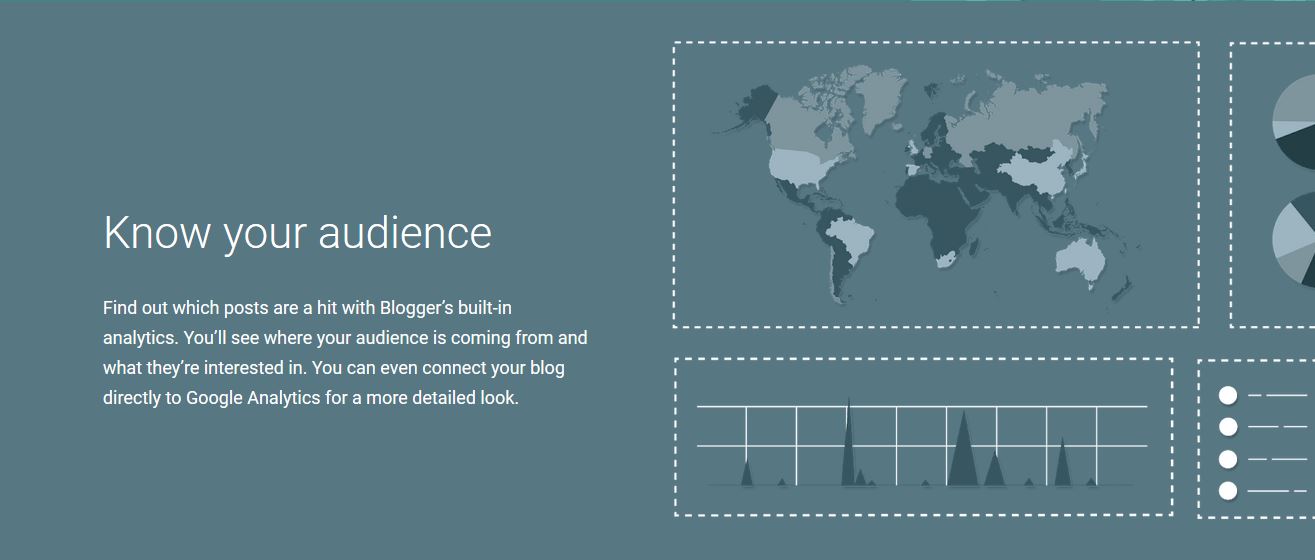 Know your audience
Find out which posts are a hit with Blogger’s built-in
analytics. You’ll see where your audience is coming from and
what they’re interested in. You can even connect your blog
directly to Google Analytics for a more detailed look.